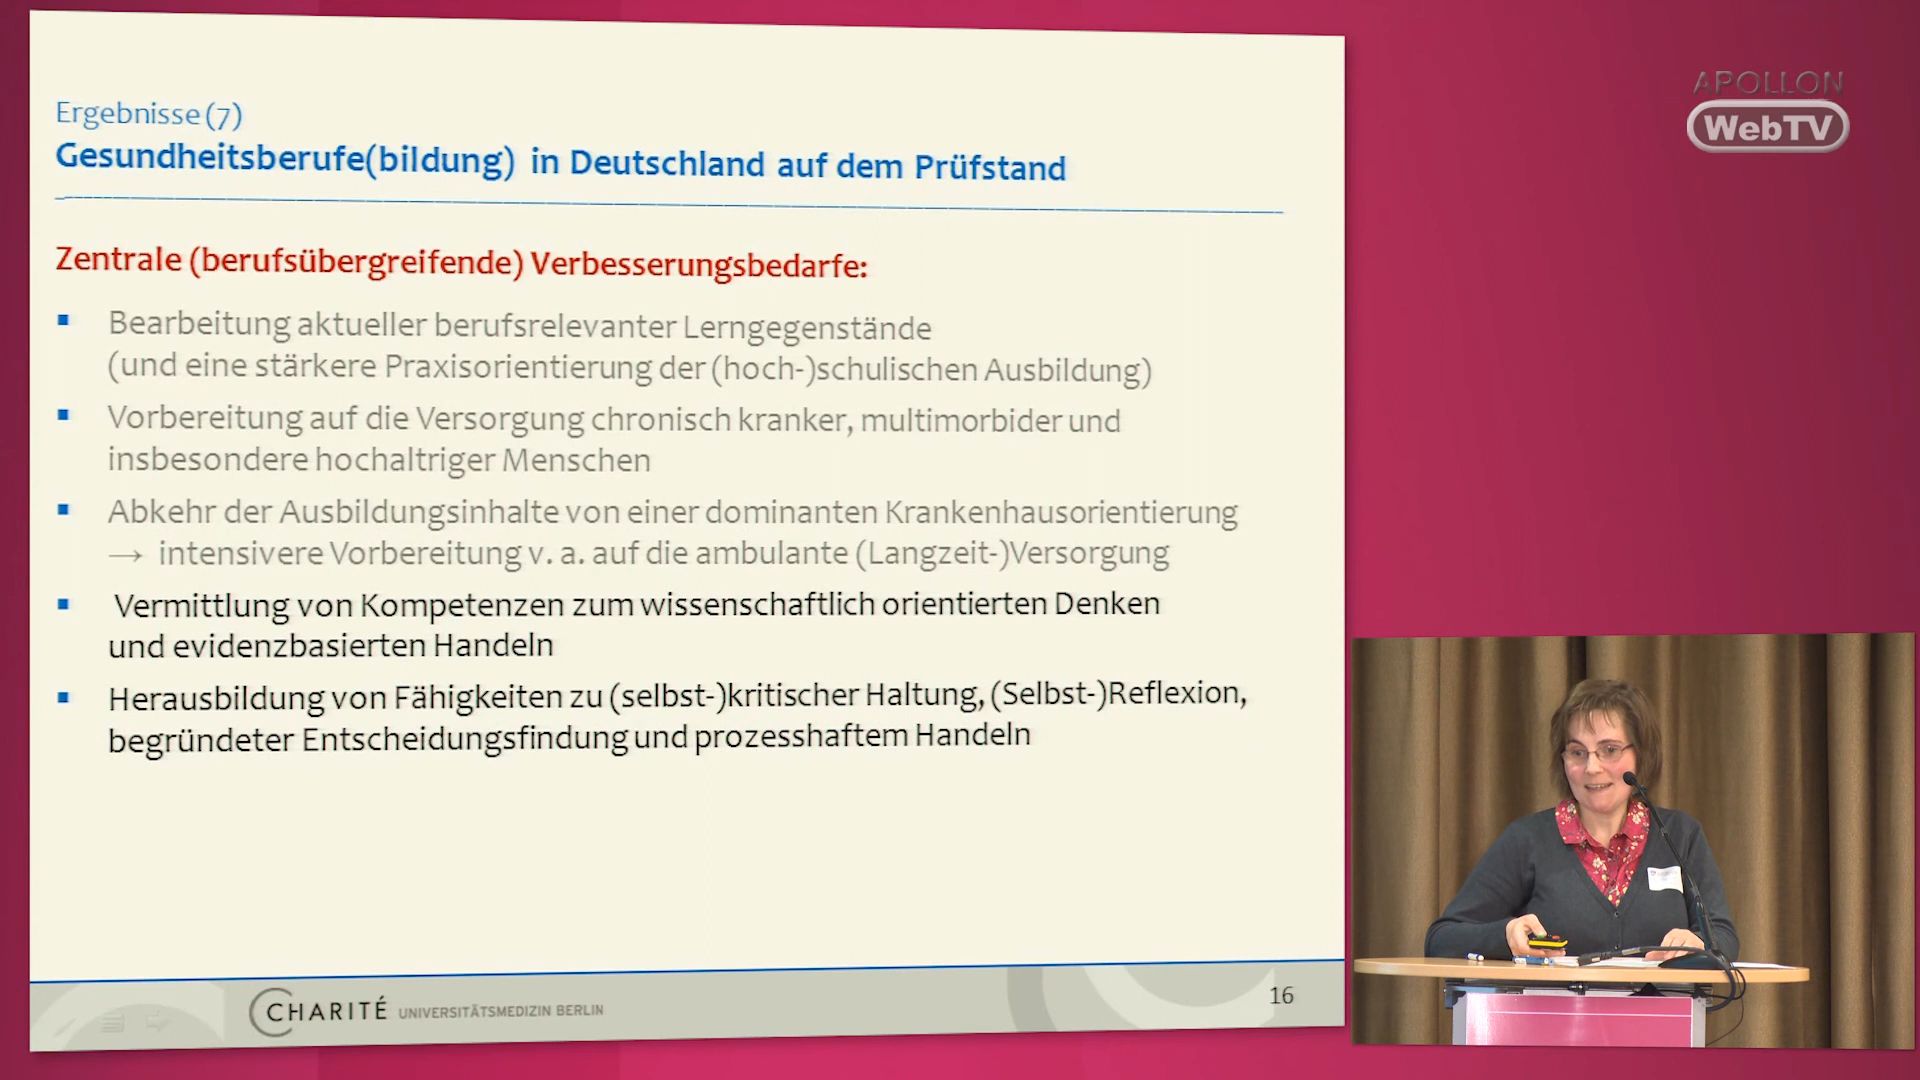 Ergebnisse (7)
Gesundheitsberufe(bildung) in Deutschland auf dem Prüfstand
Zentrale (berufsübergreifende) Verbesserungsbedarfe:
▪ Bearbeitung aktueller berufsrelevanter Lerngegenstände
(und eine stärkere Praxisorientierung der (hoch-)schulischen Ausbildung)
▪ Vorbereitung auf die Versorgung chronisch kranker, multimorbider und
insbesondere hochaltriger Menschen
▪ Abkehr der Ausbildungsinhalte von einer dominanten Krankenhausorientierung
→ intensivere Vorbereitung v. a. auf die ambulante (Langzeit-)Versorgung
▪ Vermittlung von Kompetenzen zum wissenschaftlich orientierten Denken
und evidenzbasierten Handeln
▪ Herausbildung von Fähigkeiten zu (selbst-)kritischer Haltung, (Selbst-)Reflexion,
begründeter Entscheidungsfindung und prozesshaftem Handeln
CHARITÉ UNIVERSITÄTSMEDIZIN BERLIN
16
APOLLON
WebTV